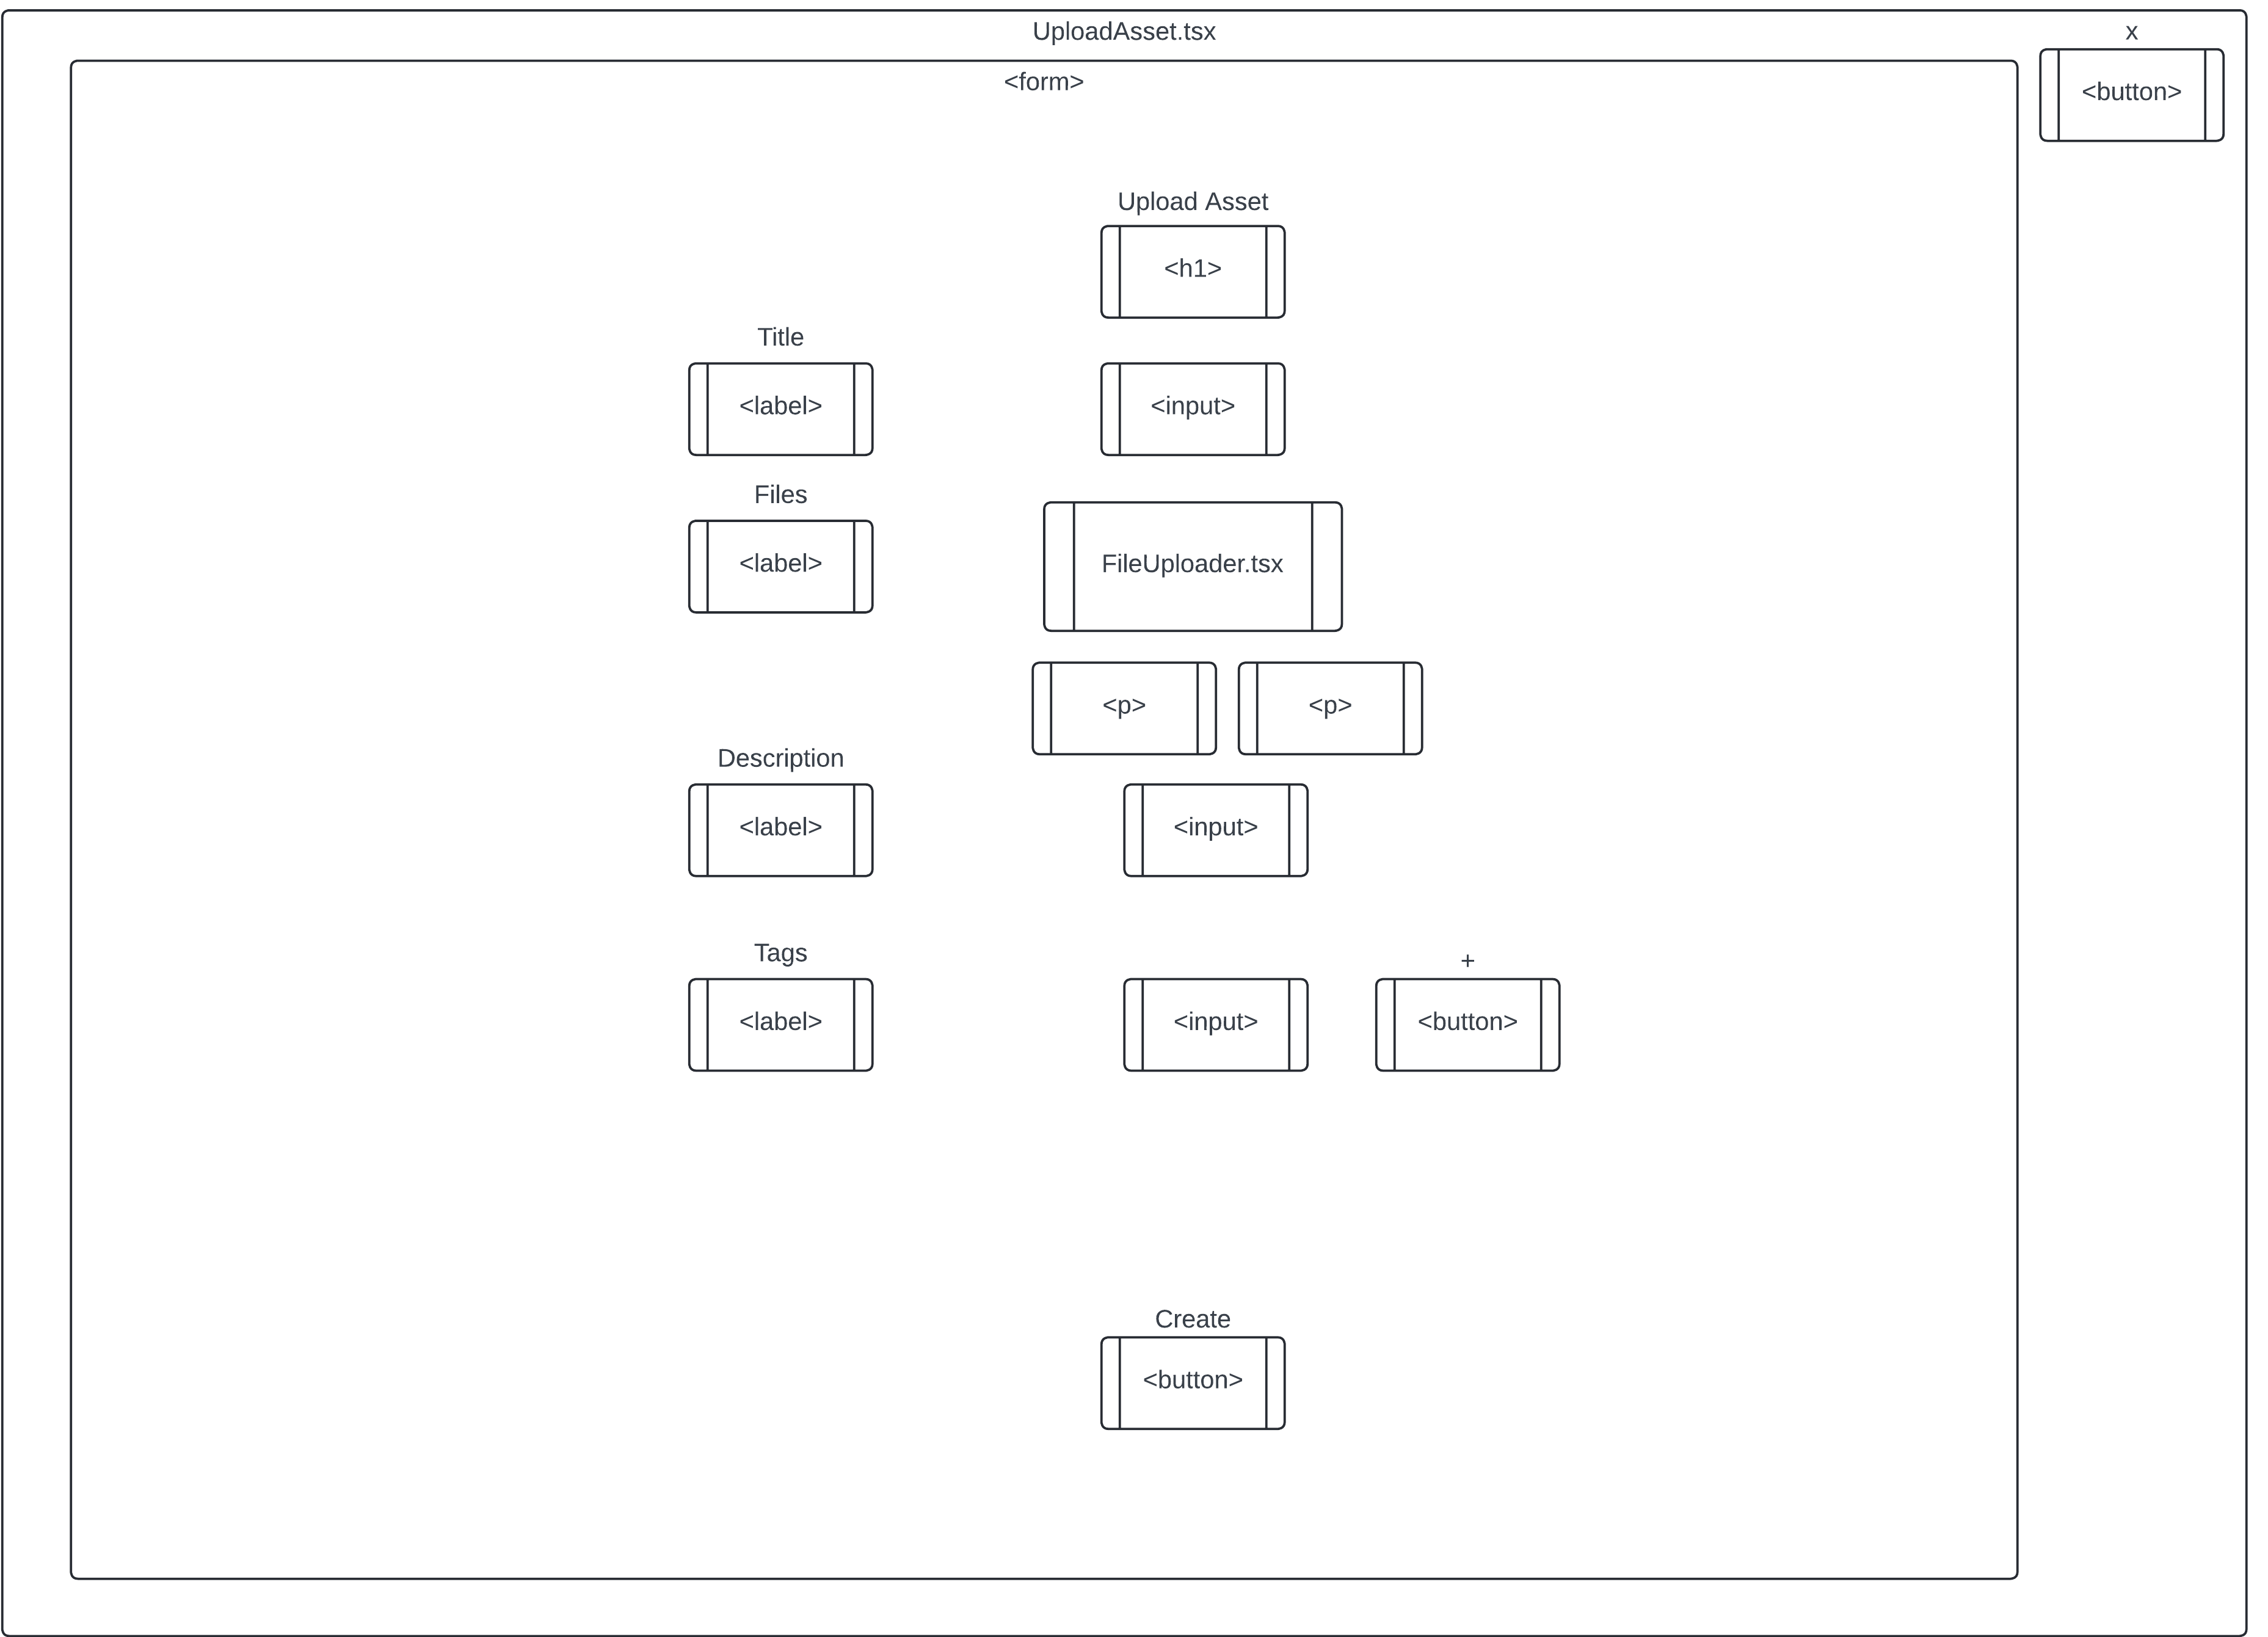 UploadAsset.tsx
x
<form>
<button>
Upload Asset
<h1>
Title
<label>
<input>
Files
<label>
FileUploader.tsx
<p>
<p>
Description
<label>
<input>
Tags
+
<label>
<input>
<button>
Create
<button>